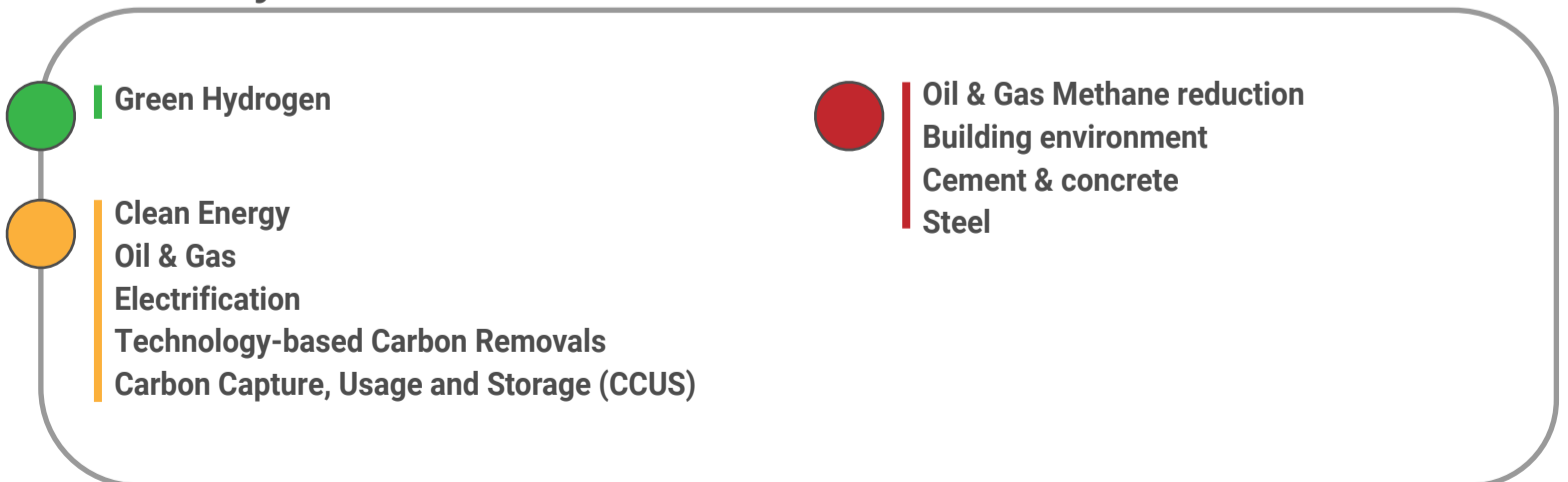 Green Hydrogen
Clean Energy
Oil & Gas
Electrification
Technology-based Carbon Removals
Carbon Capture, Usage and Storage (CCUS)
Oil & Gas Methane reduction
Building environment
Cement & concrete
Steel